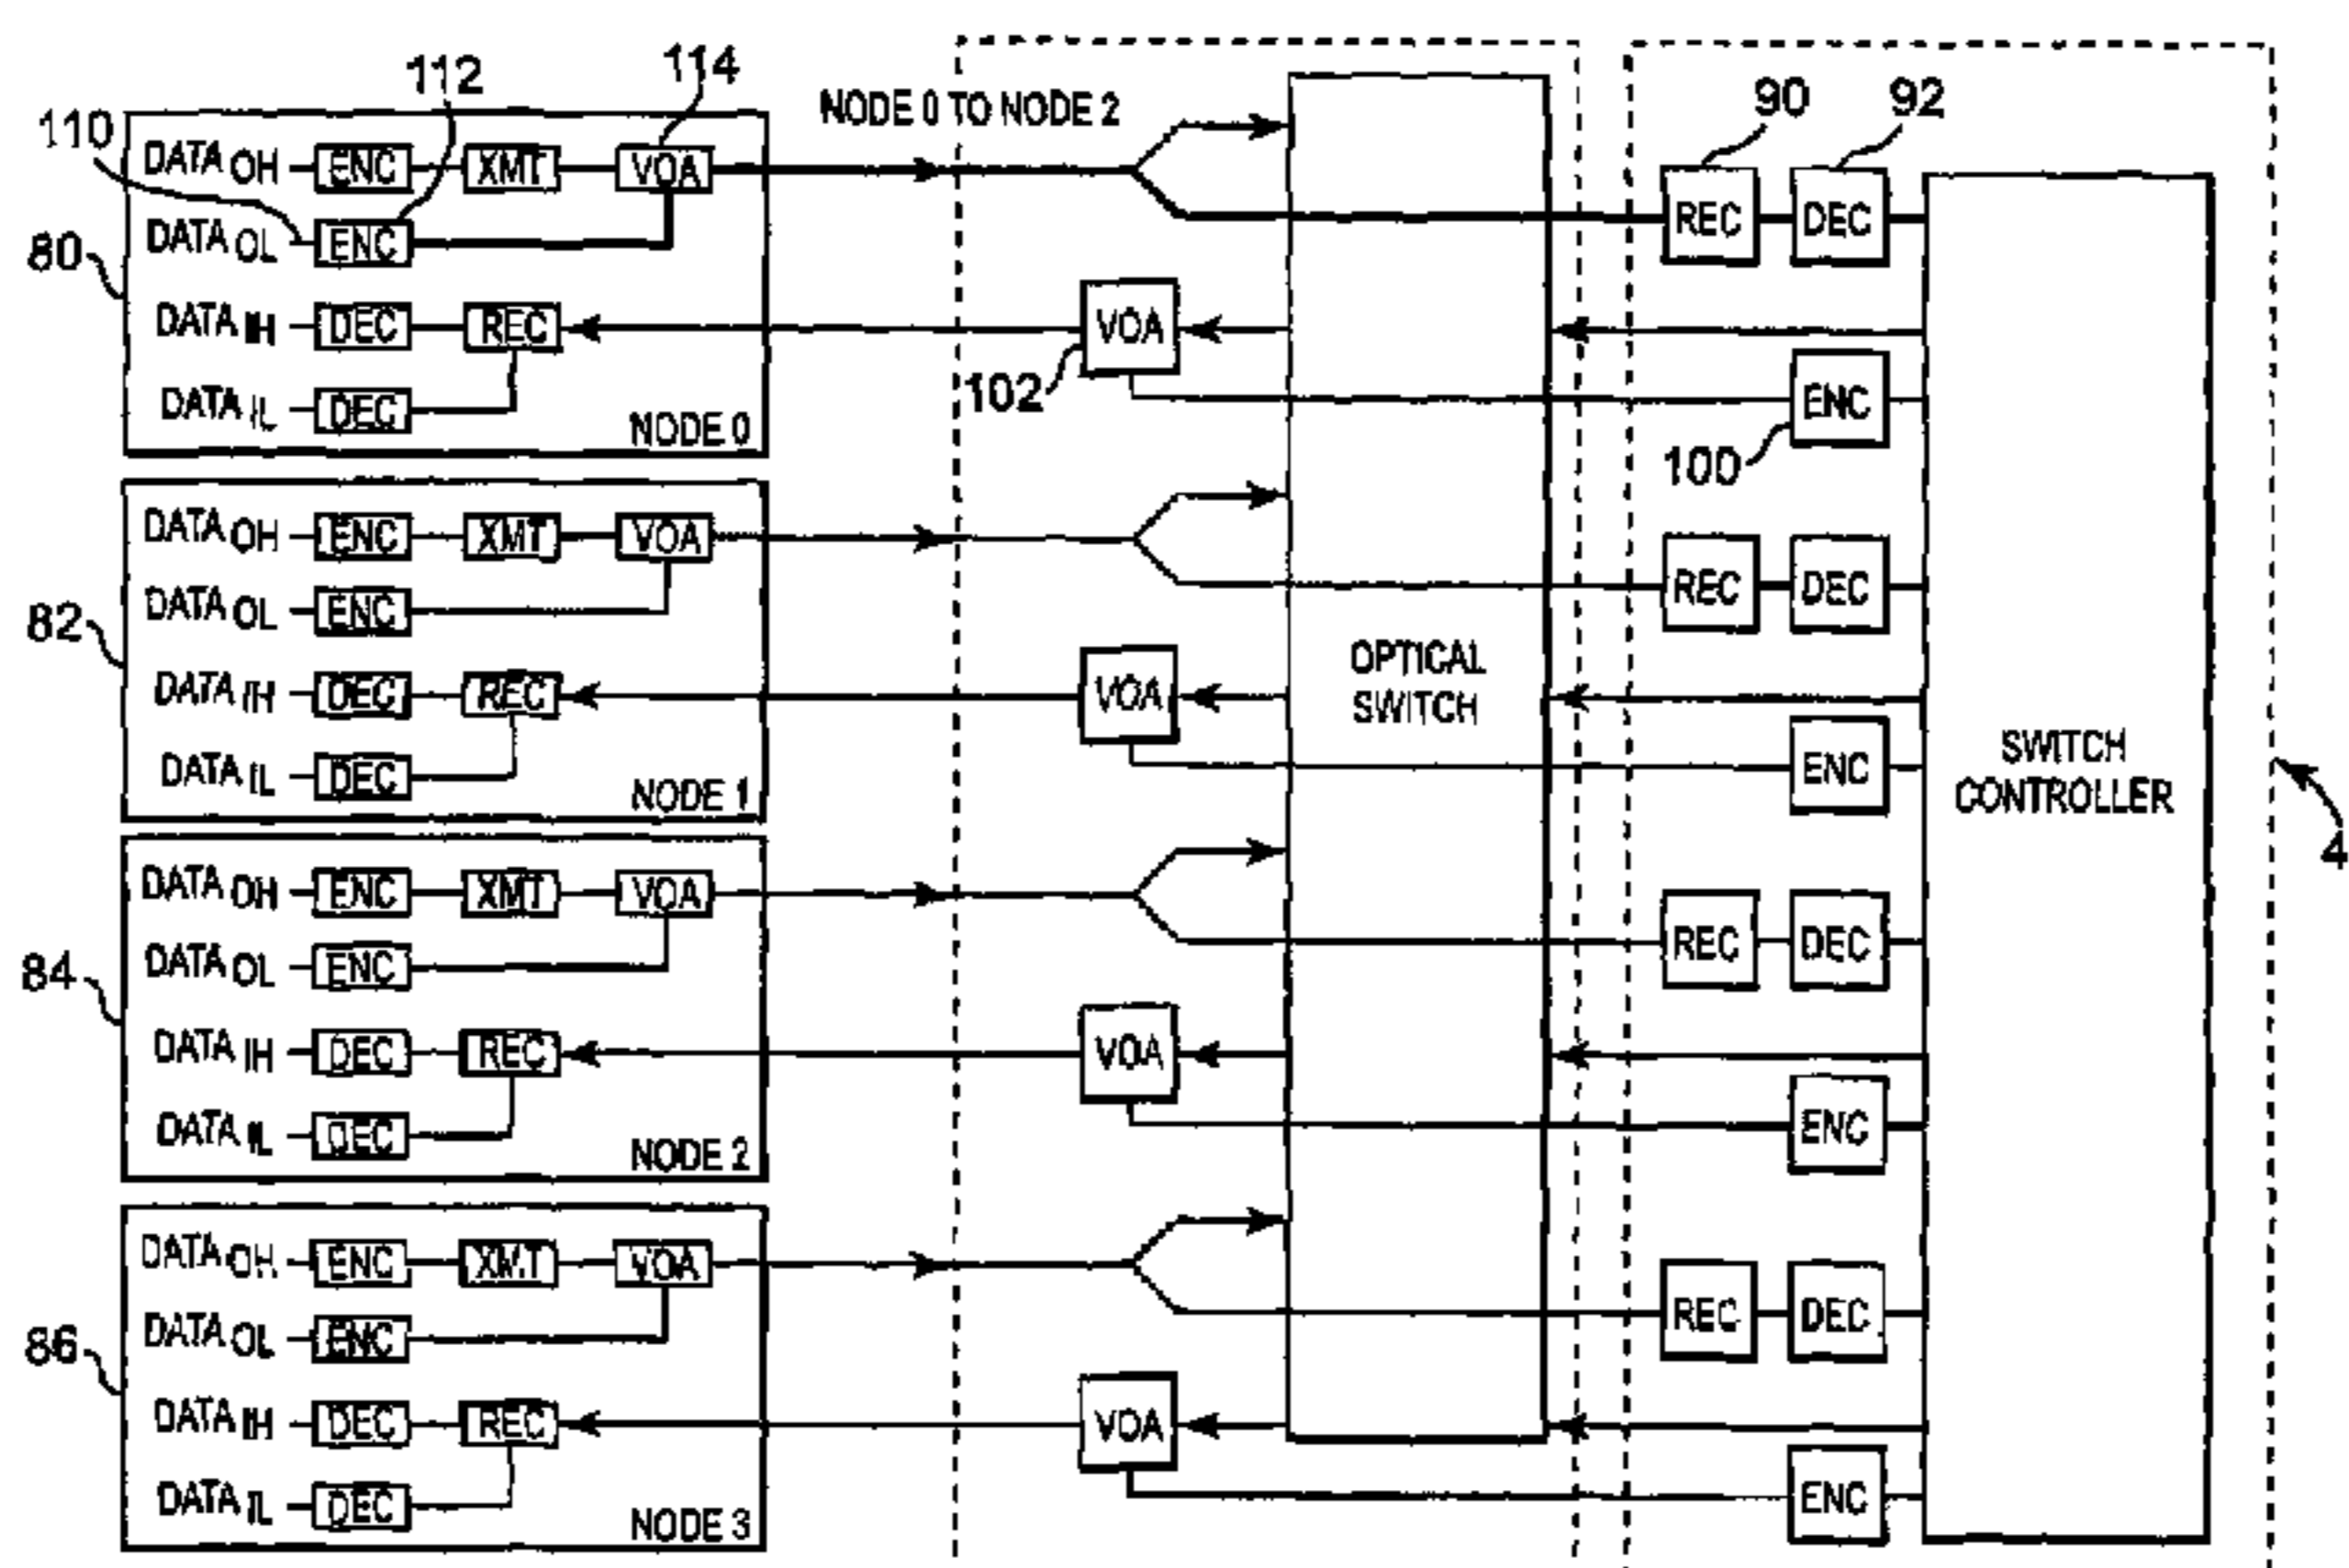 112
114
NODE 0 TO NODE 2
90
92
110
DATA OH ENC XMT VOA
REC DEC
DATA OL ENC
80
DATA IH DEC REC
VOA
102
ENC
DATA IL DEC
NODE 0
100
DATA OH ENC XMT VOA
REC DEC
DATA OL ENC
82
DATA IH DEC REC
VOA
OPTICAL
SWITCH
DATA IL DEC
ENC
NODE 1
SWITCH
CONTROLLER
4
DATA OH ENC XMT VOA
REC DEC
DATA OL ENC
84
DATA IH DEC REC
VOA
DATA IL DEC
ENC
NODE 2
DATA OH ENC XMT VOA
REC DEC
DATA OL ENC
86
DATA IH DEC REC
VOA
DATA IL DEC
ENC
NODE 3